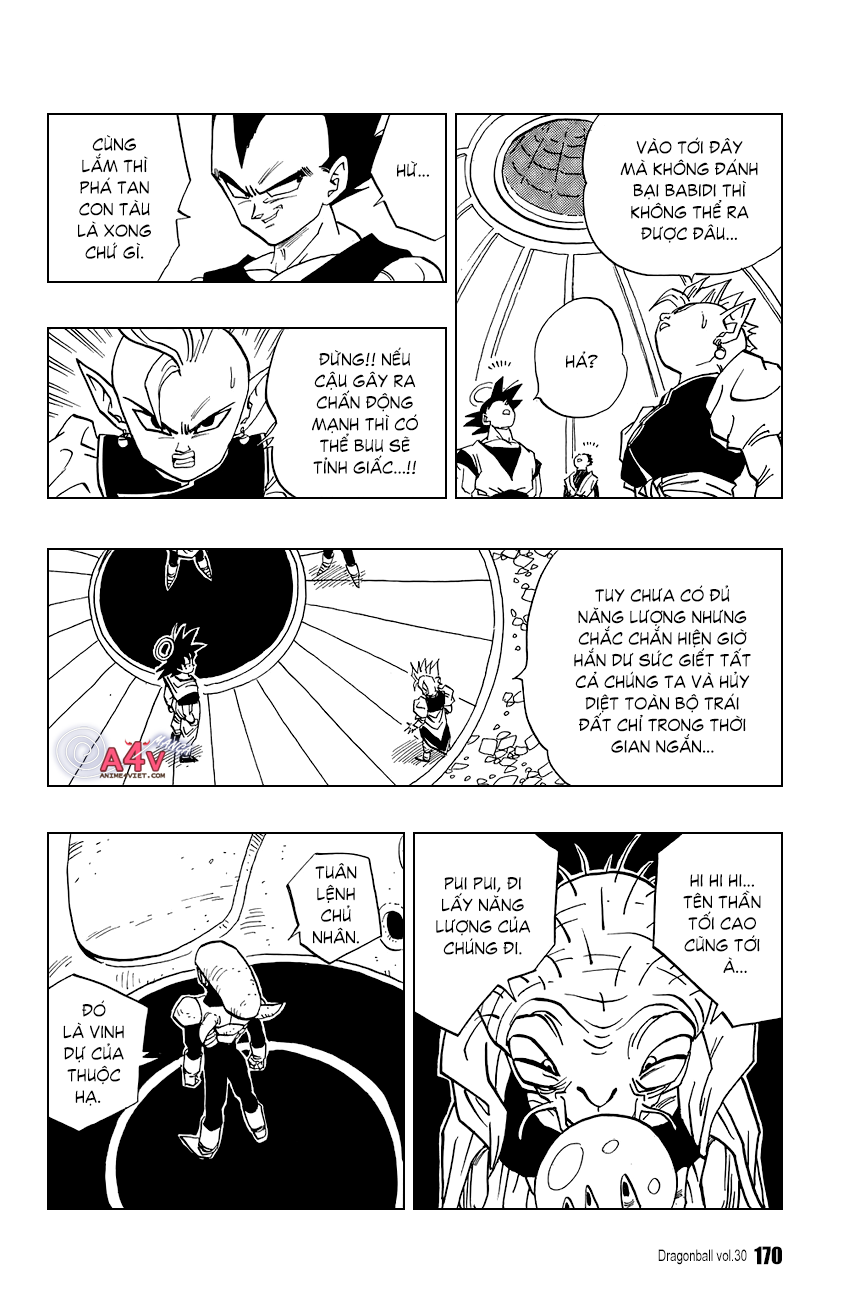 VÀO TỚI ĐÂY
MÀ KHÔNG ĐÁNH
BẠI BABIDI THÌ
KHÔNG THỂ RA
ĐƯỢC ĐÂU...
HẢ?
HỪ...
CÙNG
LẮM THÌ
PHÁ TAN
CON TÀU
LÀ XONG
CHỨ GÌ.
ĐỪNG!! NẾU
CẬU GÂY RA
CHẤN ĐỘNG
MẠNH THÌ CÓ
THỂ BUU SẼ
TỈNH GIẤC...!!
TUY CHƯA CÓ ĐỦ
NĂNG LƯỢNG NHƯNG
CHẮC CHẮN HIỆN GIỜ
HẮN DƯ SỨC GIẾT TẤT
CẢ CHÚNG TA VÀ HỦY
DIỆT TOÀN BỘ TRÁI
ĐẤT CHỈ TRONG THỜI
GIAN NGẮN...
A4V
ANIME4VIET.COM
HI HI HI...
TÊN THẦN
TỐI CAO
CŨNG TỚI
À...
PUI PUI, ĐI
LẤY NĂNG
LƯỢNG CỦA
CHÚNG ĐI.
TUÂN
LỆNH
CHỦ
NHÂN.
ĐÓ
LÀ VINH
DỰ CỦA
THUỘC
HẠ.
Dragonball vol.30 170